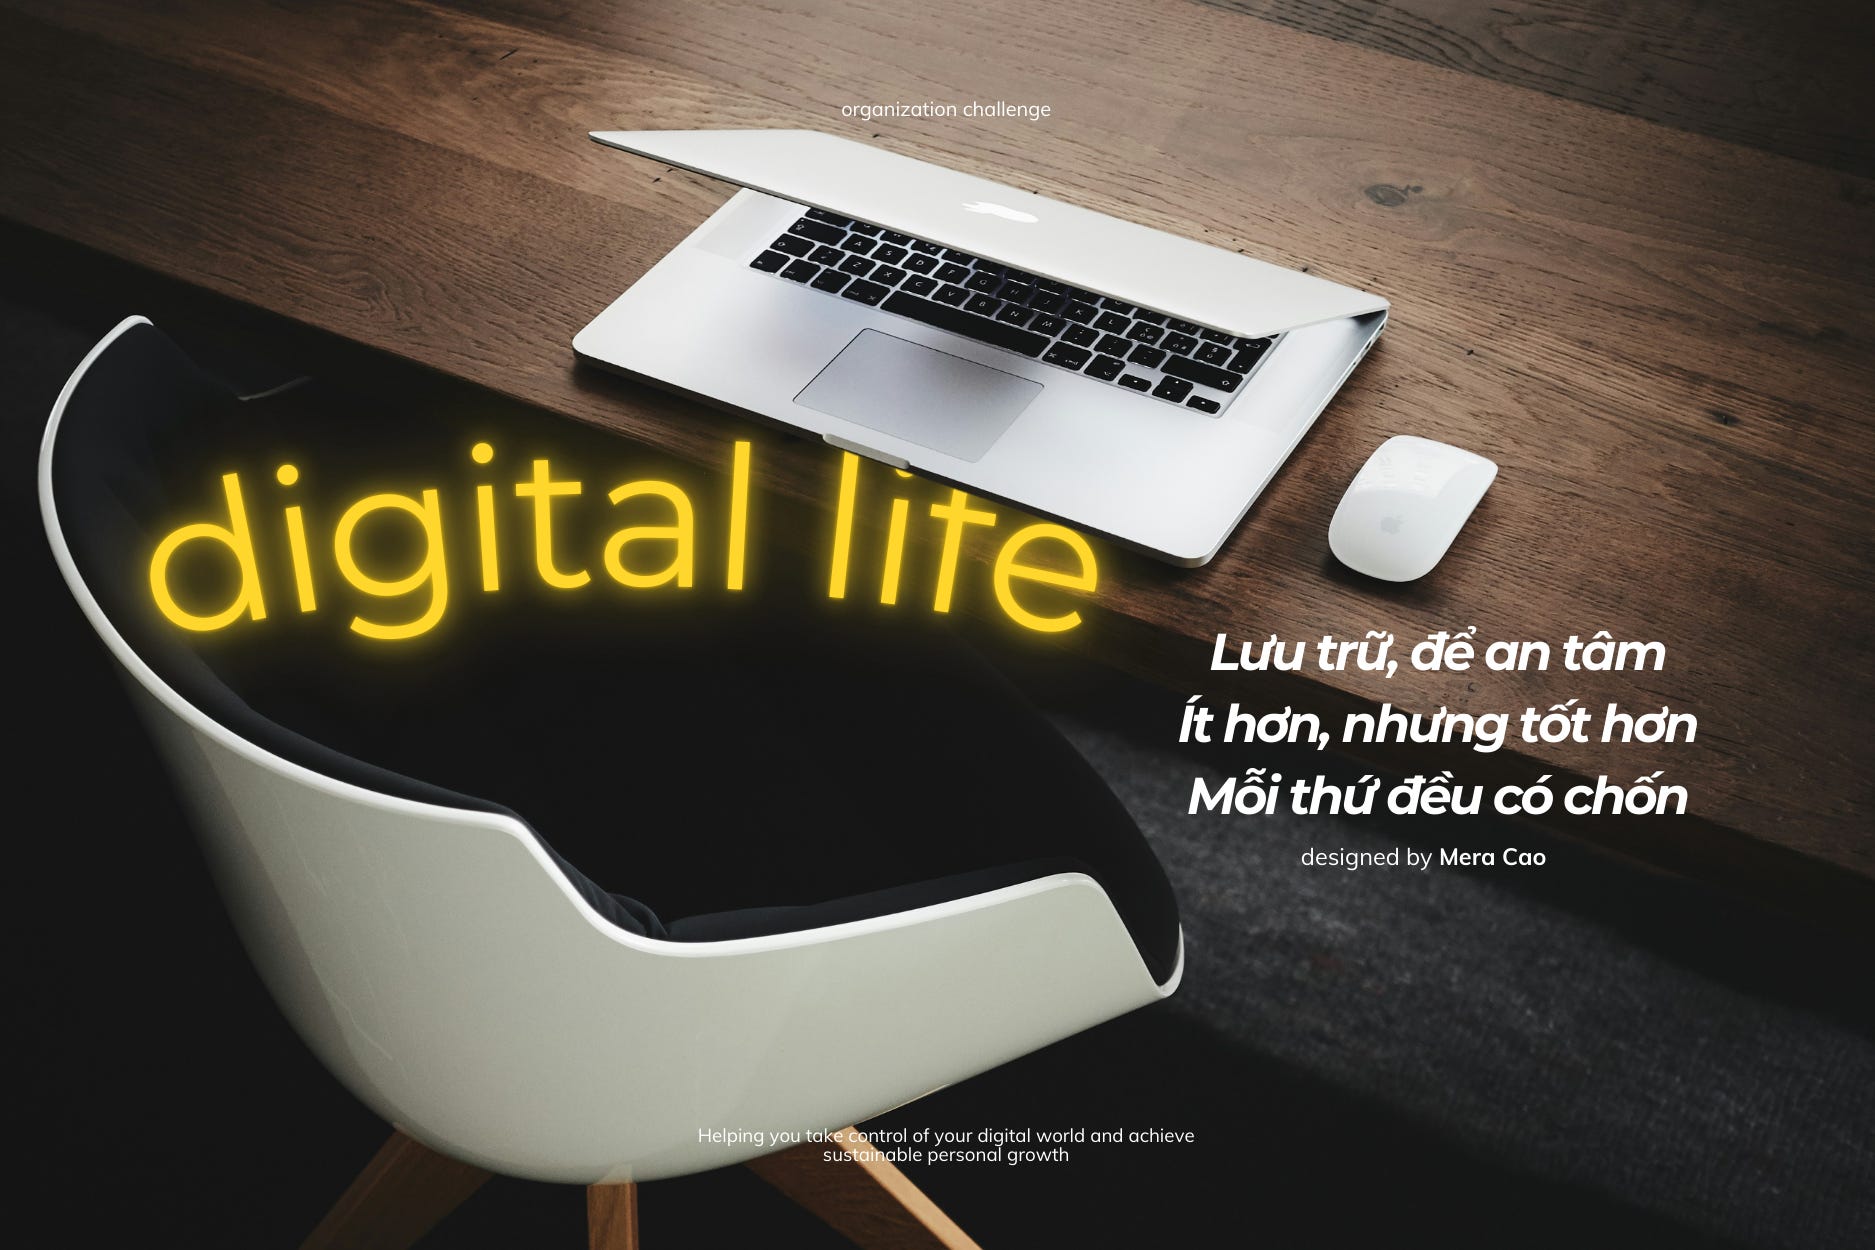 organization challenge
digital life
Lưu trữ, để an tâm
Ít hơn, nhưng tốt hơn
Mỗi thứ đều có chốn
designed by Mera Cao
Helping you take control of your digital world and achieve
sustainable personal growth